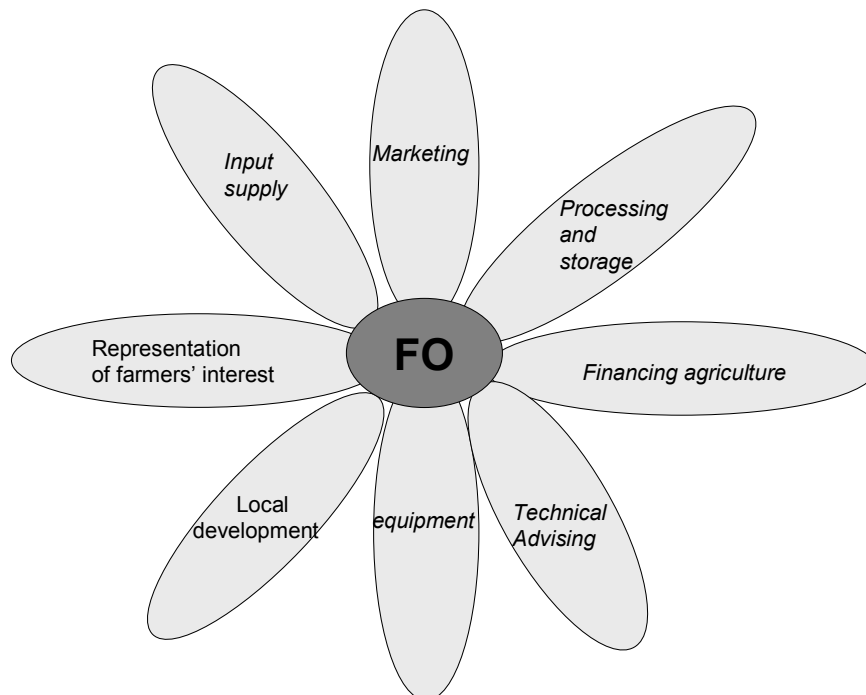 Marketing
Input
supply
Processing
and
storage
FO
Representation
of farmers’ interest
Financing agriculture
Local
development
equipment
Technical
Advising